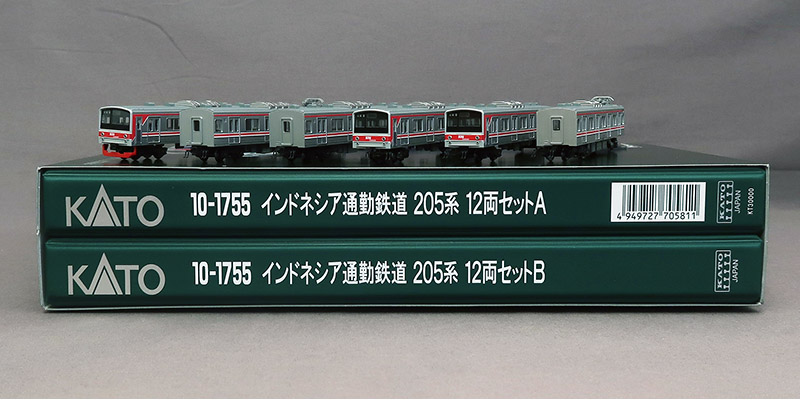 KATO 10-1755 インドネシア通勤鉄道 205系 12両セットA
4 949727 705811
KATO JAPAN KT30000
KATO 10-1755 インドネシア通勤鉄道 205系 12両セットB
KATO JAPAN